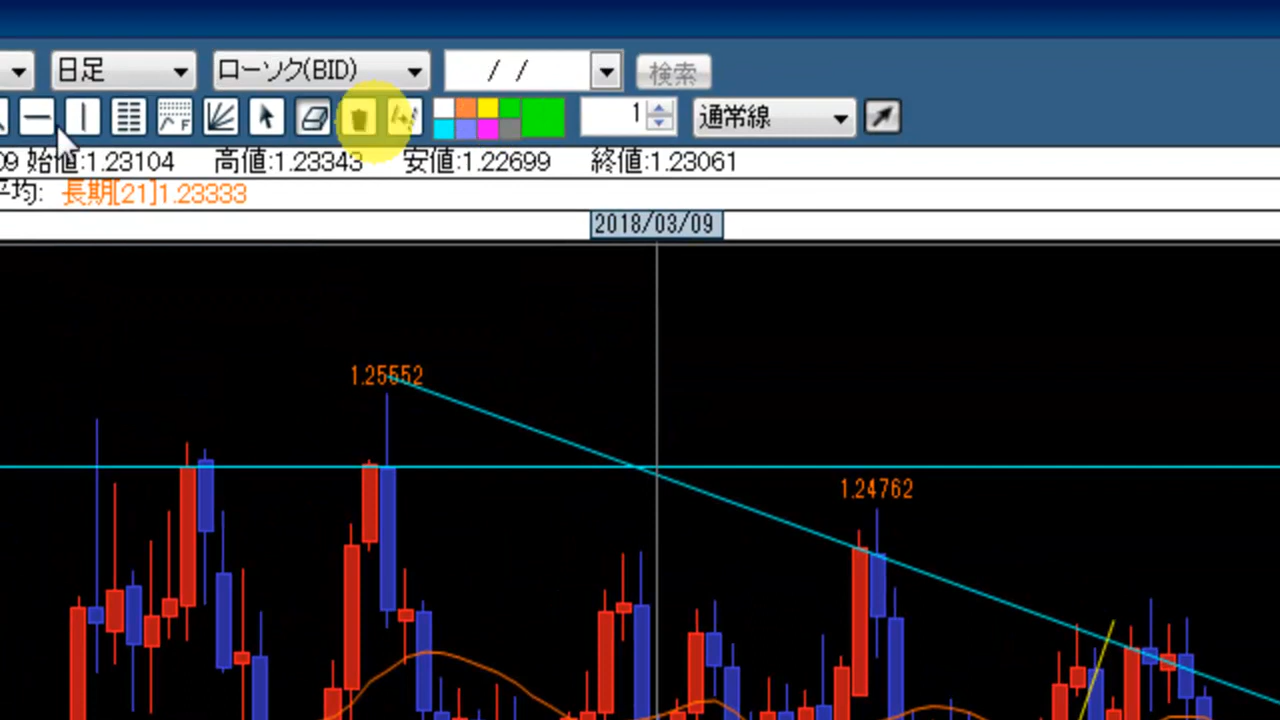 日足 ローソク(BID) / / 検索
F 1 通常線
09 始値:1.23104 高値:1.23343 安値:1.22699 終値:1.23061
平均: 長期[21]1.23333
2018/03/09
1.25552
1.24762